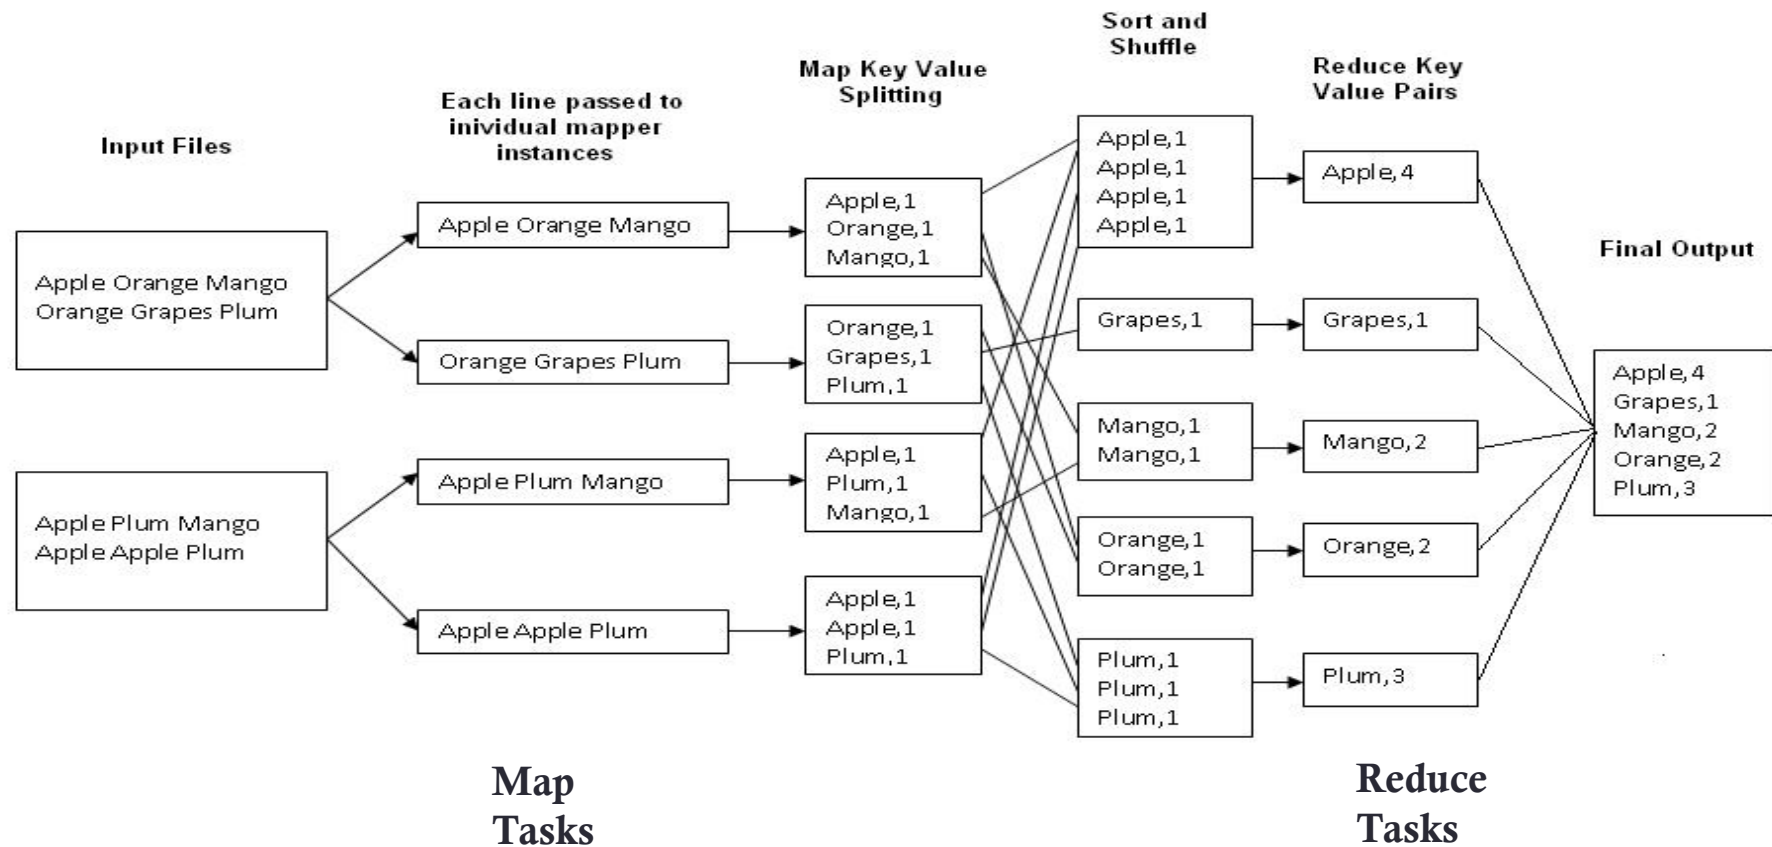 Input Files
Apple Orange Mango
Orange Grapes Plum
Apple Plum Mango
Apple Apple Plum
Each line passed to
inividual mapper
instances
Apple Orange Mango
Orange Grapes Plum
Apple Plum Mango
Apple Apple Plum
Map Key Value
Splitting
Apple,1
Orange,1
Mango,1
Orange,1
Grapes,1
Plum,1
Apple,1
Plum,1
Mango,1
Apple,1
Apple,1
Plum,1
Sort and
Shuffle
Apple,1
Apple,1
Apple,1
Apple,1
Grapes,1
Mango,1
Mango,1
Orange,1
Orange,1
Plum,1
Plum,1
Plum,1
Reduce Key
Value Pairs
Apple,4
Grapes,1
Mango,2
Orange,2
Plum,3
Final Output
Apple,4
Grapes,1
Mango,2
Orange,2
Plum,3
Map
Tasks
Reduce
Tasks